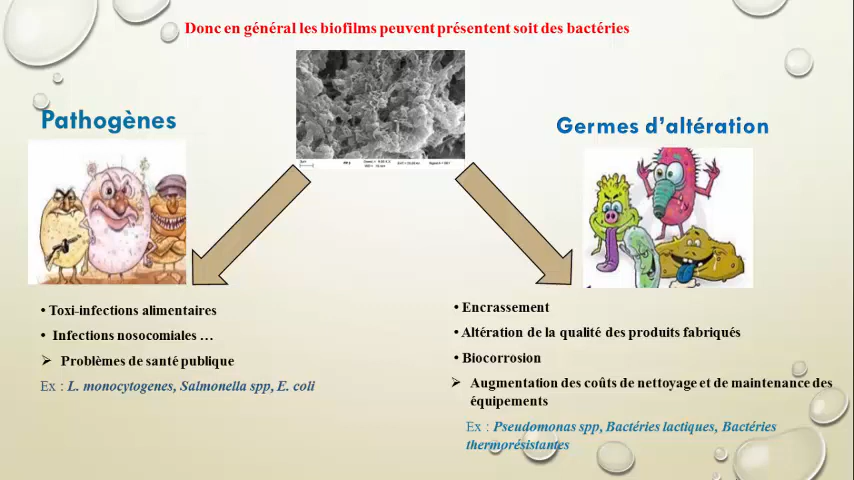 Donc en général les biofilms peuvent présentent soit des bactéries
Pathogènes
Germes d'altération
• Toxi-infections alimentaires
• Infections nosocomiales …
➢ Problèmes de santé publique
Ex : L. monocytogenes, Salmonella spp, E. coli
• Encrassement
• Altération de la qualité des produits fabriqués
• Biocorrosion
➢ Augmentation des coûts de nettoyage et de maintenance des
équipements
Ex : Pseudomonas spp, Bactéries lactiques, Bactéries
thermorésistantes